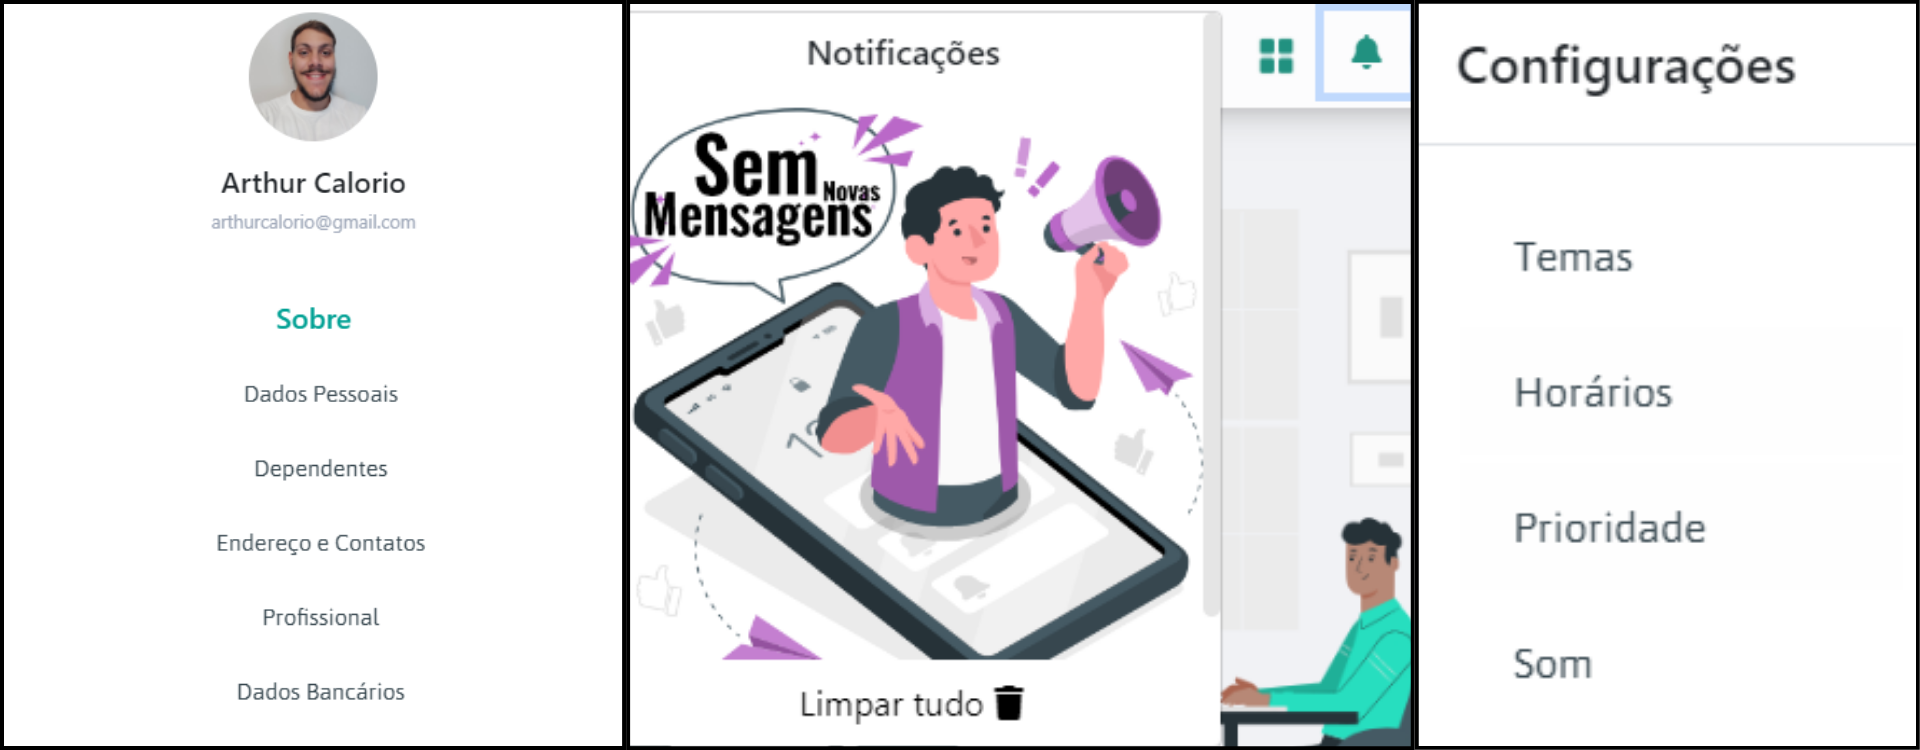 Arthur Calorio
arthurcalorio@gmail.com
Sobre
Dados Pessoais
Dependentes
Endereço e Contatos
Profissional
Dados Bancários
Notificações
Sem
Novas
Mensagens
Limpar tudo
Configurações
Temas
Horários
Prioridade
Som